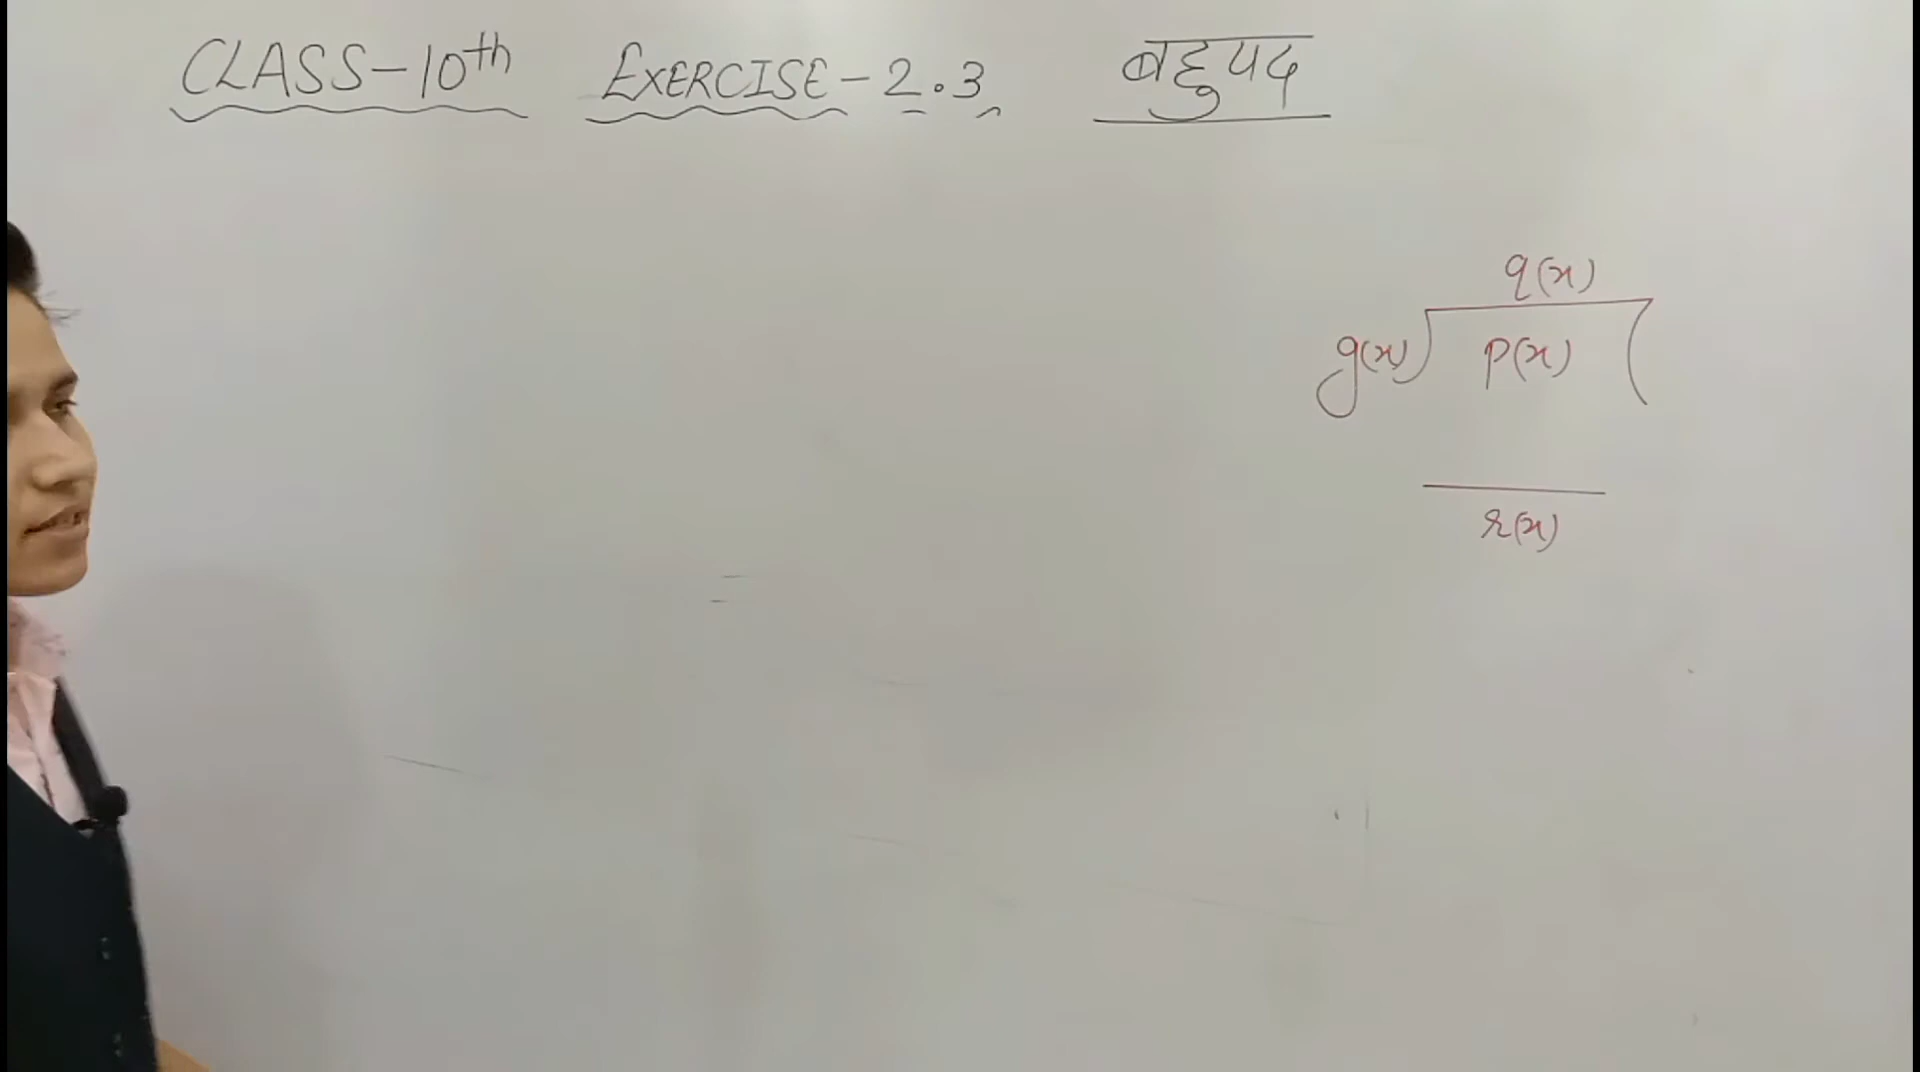 CLASS-10th EXERCISE-2.3 बहुपद
q(x)
g(x) p(x)
r(x)